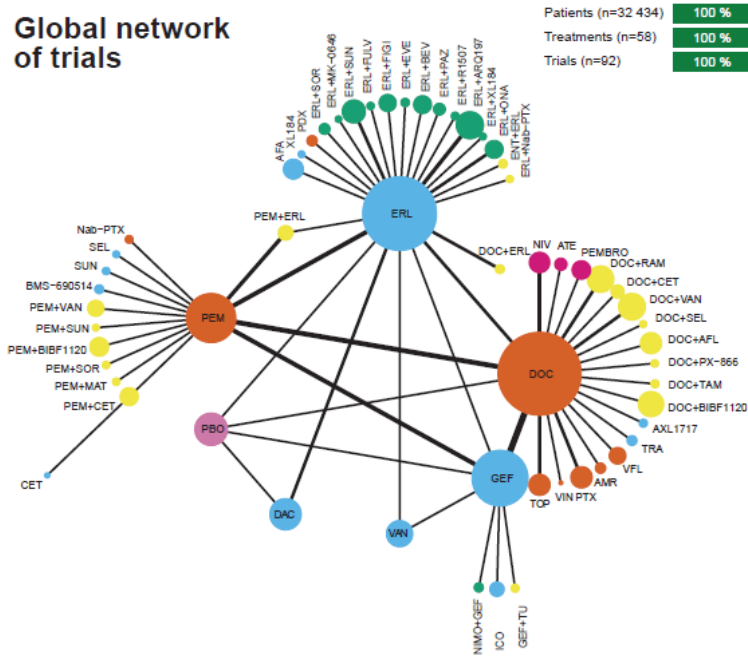 Global network
of trials
Patients (n=32 434) 100 %
Treatments (n=58) 100 %
Trials (n=92) 100 %
AFA
XL184
PDX
ERL+SOR
ERL+MK-0646
ERL+SUN
ERL+FULV
ERL+FIGI
ERL+EVE
ERL+BEV
ERL+PAZ
ERL+R1507
ERL+ARQ197
ERL+XL184
ERL+ONA
ENT+ERL
ERL+Nab-PTX
ERL
PEM+ERL
DOC+ERL
NIV
ATE
PEMBRO
DOC+RAM
DOC+CET
DOC+VAN
DOC+SEL
DOC+AFL
DOC+PX-866
DOC+TAM
DOC+BIBF1120
AXL1717
TRA
VFL
AMR
PTX
VIN
TOP
DOC
Nab-PTX
SEL
SUN
BMS-690514
PEM+VAN
PEM+SUN
PEM+BIBF1120
PEM+SOR
PEM+MAT
PEM+CET
CET
PEM
PBO
GEF
DAC
VAN
NIMO+GEF
ICO
GEF+TU